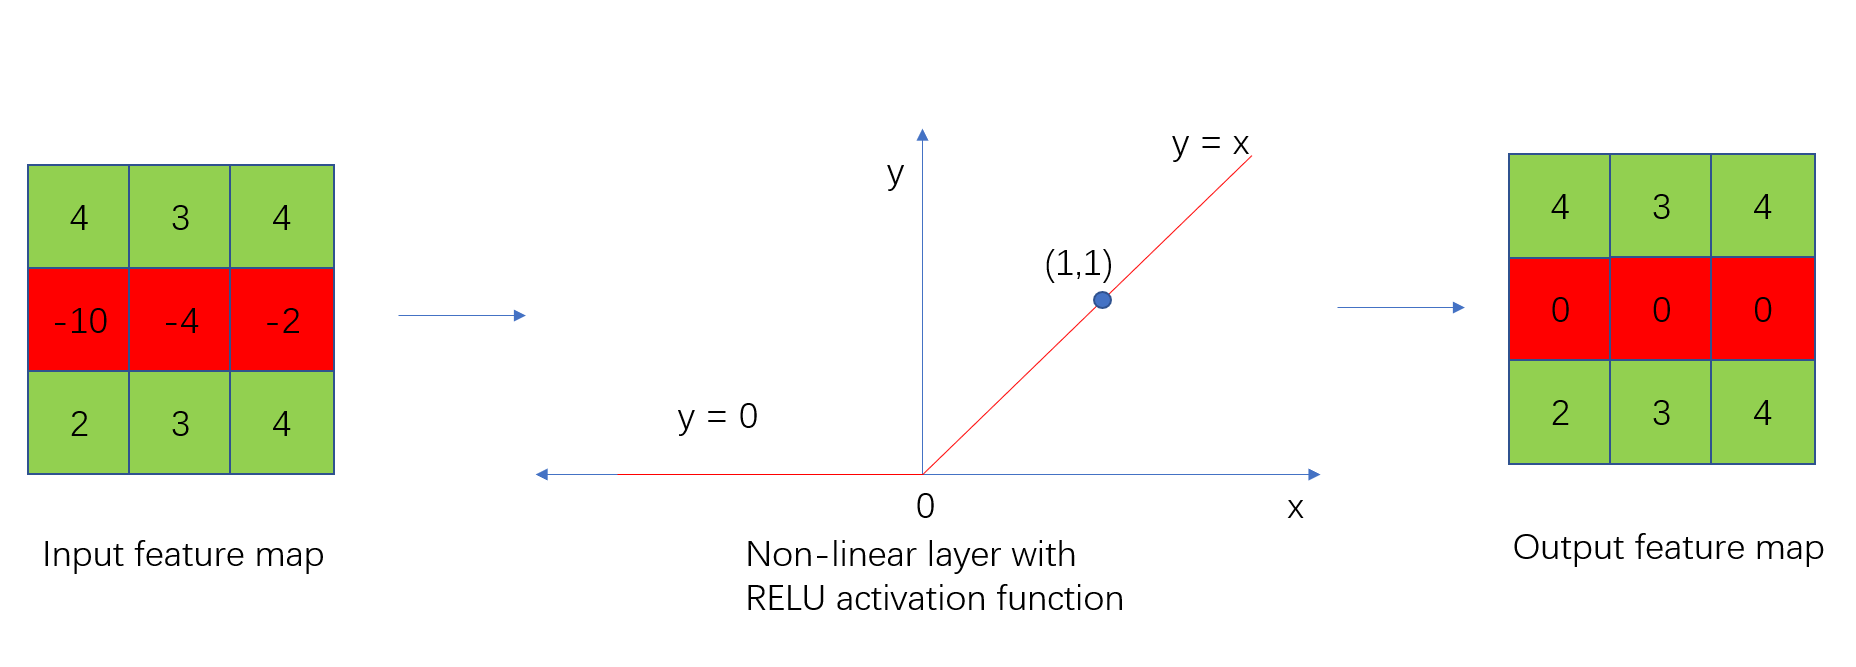 4 3 4
-10 -4 -2
2 3 4
Input feature map
y
y = x
(1,1)
y = 0
0
x
Non-linear layer with
RELU activation function
4 3 4
0 0 0
2 3 4
Output feature map